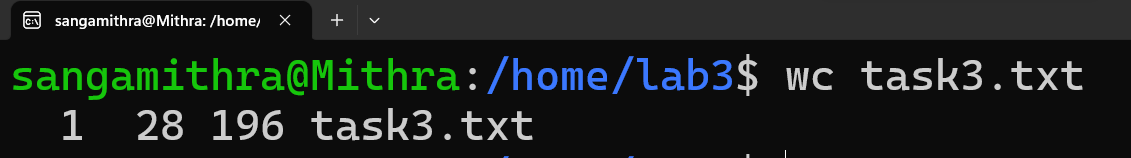 sangamithra@Mithra: /home/
sangamithra@Mithra:/home/lab3$ wc task3.txt
1 28 196 task3.txt